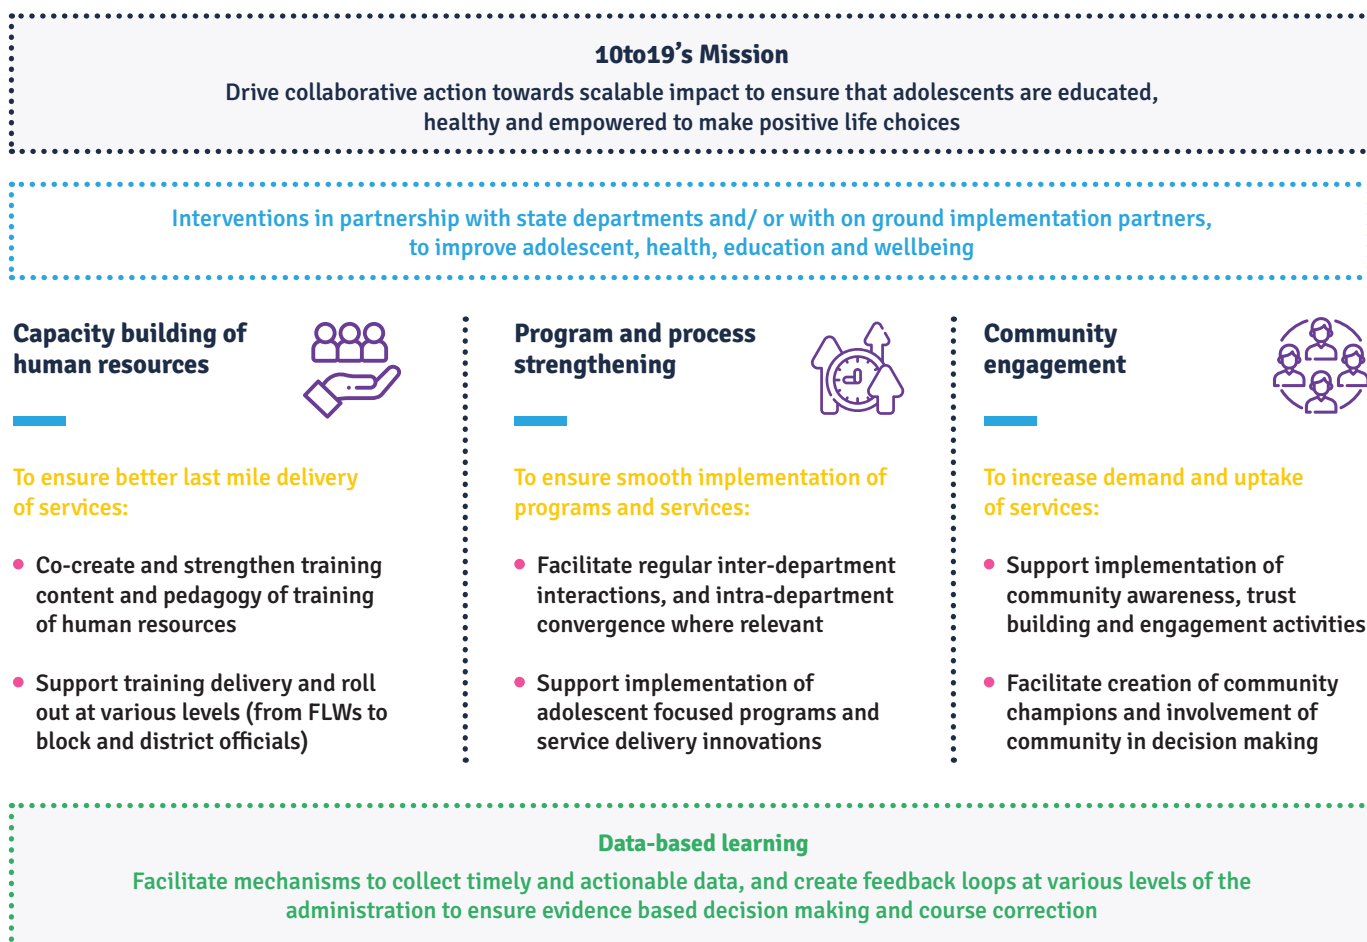 10to19’s Mission
Drive collaborative action towards scalable impact to ensure that adolescents are educated,
healthy and empowered to make positive life choices
Interventions in partnership with state departments and/ or with on ground implementation partners,
to improve adolescent, health, education and wellbeing
Capacity building of
human resources
To ensure better last mile delivery
of services:
• Co-create and strengthen training
content and pedagogy of training
of human resources
• Support training delivery and roll
out at various levels (from FLWs to
block and district officials)
Program and process
strengthening
To ensure smooth implementation of
programs and services:
• Facilitate regular inter-department
interactions, and intra-department
convergence where relevant
• Support implementation of
adolescent focused programs and
service delivery innovations
Community
engagement
To increase demand and uptake
of services:
• Support implementation of
community awareness, trust
building and engagement activities
• Facilitate creation of community
champions and involvement of
community in decision making
Data-based learning
Facilitate mechanisms to collect timely and actionable data, and create feedback loops at various levels of the
administration to ensure evidence based decision making and course correction